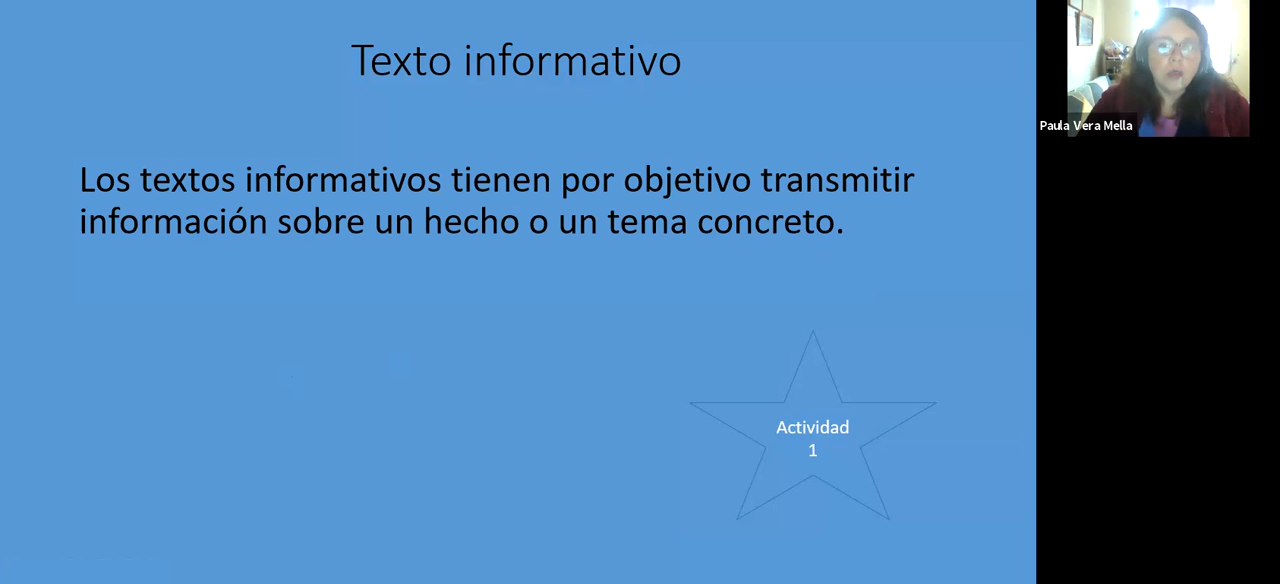 Texto informativo
Los textos informativos tienen por objetivo transmitir
información sobre un hecho o un tema concreto.
Actividad
1
Paula Vera Mella